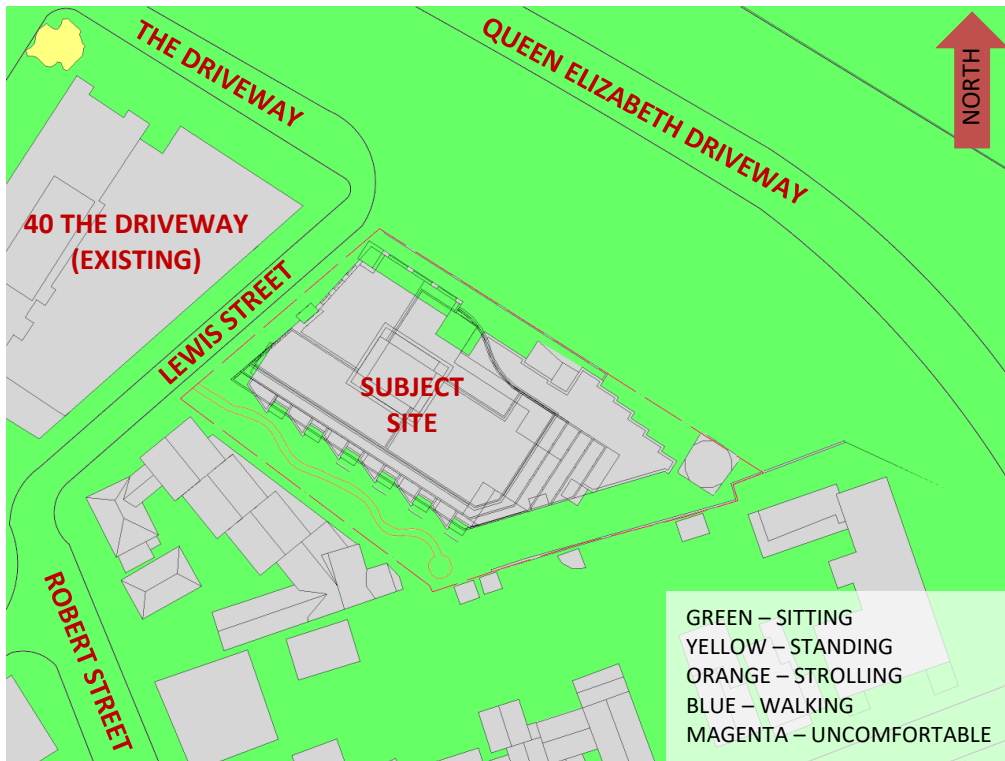 THE DRIVEWAY
QUEEN ELIZABETH DRIVEWAY
NORTH
40 THE DRIVEWAY
(EXISTING)
LEWIS STREET
SUBJECT
SITE
ROBERT STREET
GREEN – SITTING
YELLOW – STANDING
ORANGE – STROLLING
BLUE – WALKING
MAGENTA – UNCOMFORTABLE